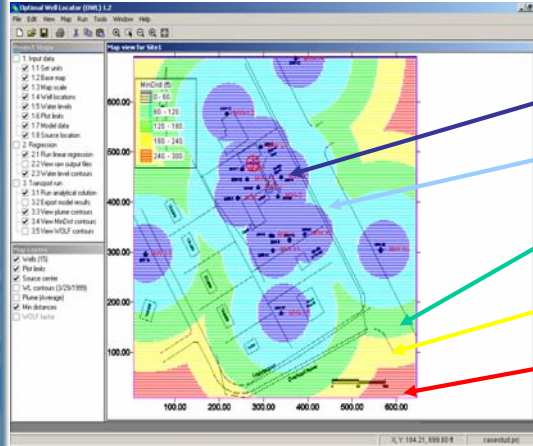 Optimal Well Locator (OWL) 1.2
File Edit View Map Run Tools Window Help
Project Steps
1. Input data
1.1 Set units
1.2 Base map
1.3 Map scale
1.4 Well locations
1.5 Water levels
1.6 Plot limits
1.7 Model data
1.8 Source location
2. Regression
2.1 Run linear regression
2.2 View raw output files
2.3 Water level contours
3. Transport run
3.1 Run analytical solution
3.2 Export model results
3.3 View plume contours
3.4 View MinDist contours
3.5 View WOLF contours
Map Layers
Wells (15)
Plot limits
Source center
WL contours (3/29/1999)
Plume (Average)
Min distances
WOLF factor
Map view for Site1
MinDist (ft)
0 - 60
60 - 120
120 - 180
180 - 240
240 - 300
600.00
500.00
400.00
300.00
200.00
100.00
100.00 200.00 300.00 400.00 500.00 600.00
X, Y: 184.21, 699.60 ft
casestud.prj